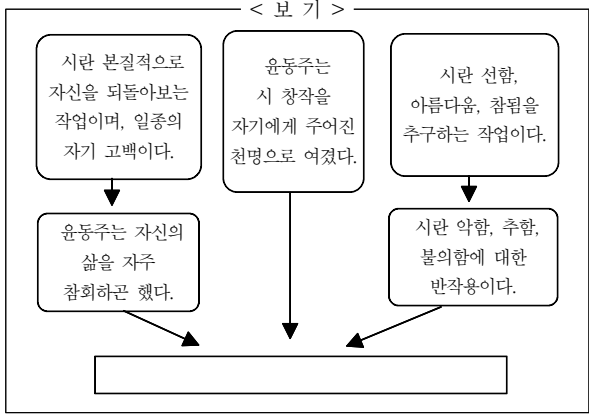 < 보 기 >
시란 본질적으로
자신을 되돌아보는
작업이며, 일종의
자기 고백이다.
윤동주는
시 창작을
자기에게 주어진
천명으로 여겼다.
시란 선함,
아름다움, 참됨을
추구하는 작업이다.
윤동주는 자신의
삶을 자주
참회하곤 했다.
시란 악함, 추함,
불의함에 대한
반작용이다.